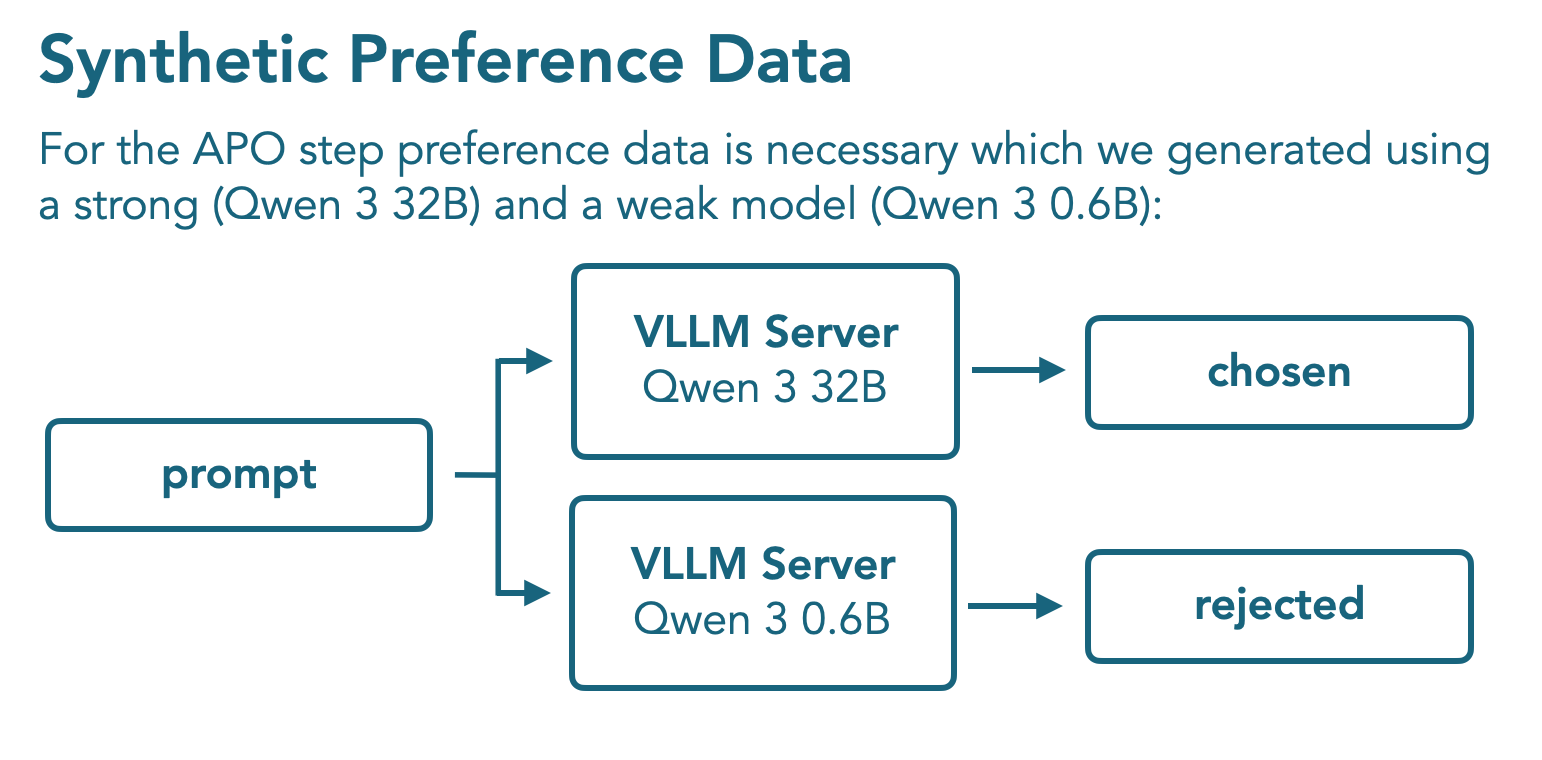 Synthetic Preference Data
For the APO step preference data is necessary which we generated using
a strong (Qwen 3 32B) and a weak model (Qwen 3 0.6B):
prompt
VLLM Server
Qwen 3 32B
chosen
VLLM Server
Qwen 3 0.6B
rejected